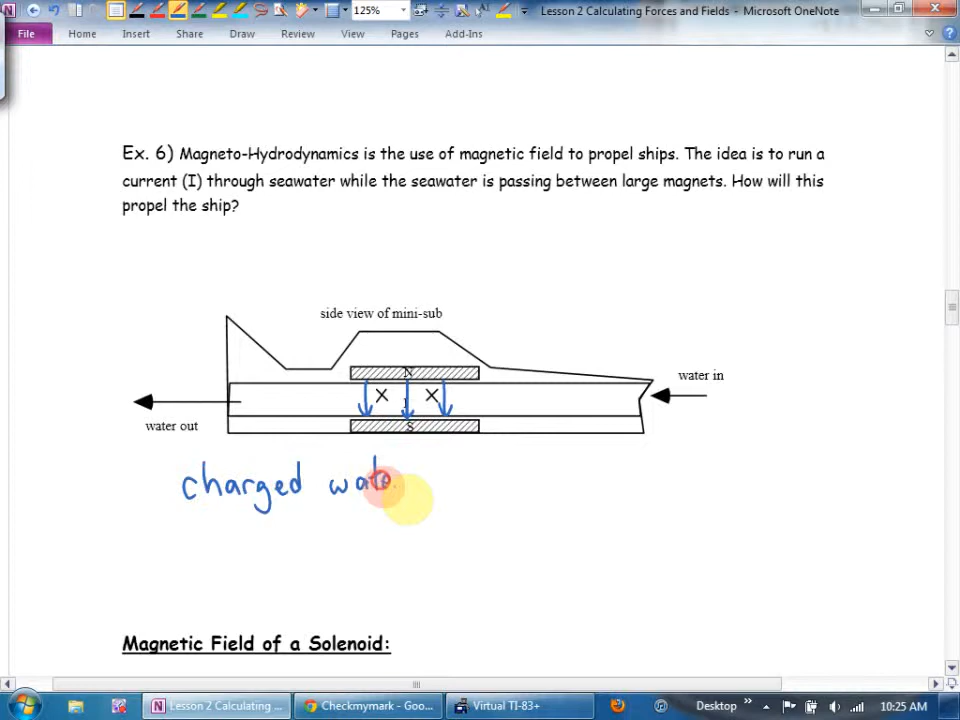 125%
Lesson 2 Calculating Forces and Fields - Microsoft OneNote
File Home Insert Share Draw Review View Pages Add-Ins
Ex. 6) Magneto-Hydrodynamics is the use of magnetic field to propel ships. The idea is to run a
current (I) through seawater while the seawater is passing between large magnets. How will this
propel the ship?
side view of mini-sub
N
water in
X X
I
S
water out
charged wate
Magnetic Field of a Solenoid:
Lesson 2 Calculating ... Checkmymark - Goo... Virtual TI-83+ Desktop 10:25 AM